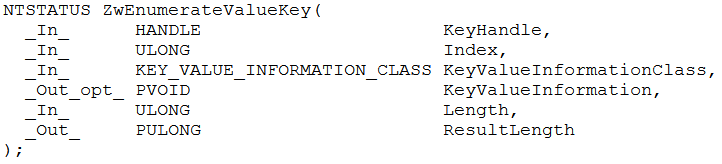 NTSTATUS ZwEnumerateValueKey(
_In_ HANDLE KeyHandle,
_In_ ULONG Index,
_In_ KEY_VALUE_INFORMATION_CLASS KeyValueInformationClass,
_Out_opt_ PVOID KeyValueInformation,
_In_ ULONG Length,
_Out_ PULONG ResultLength
);